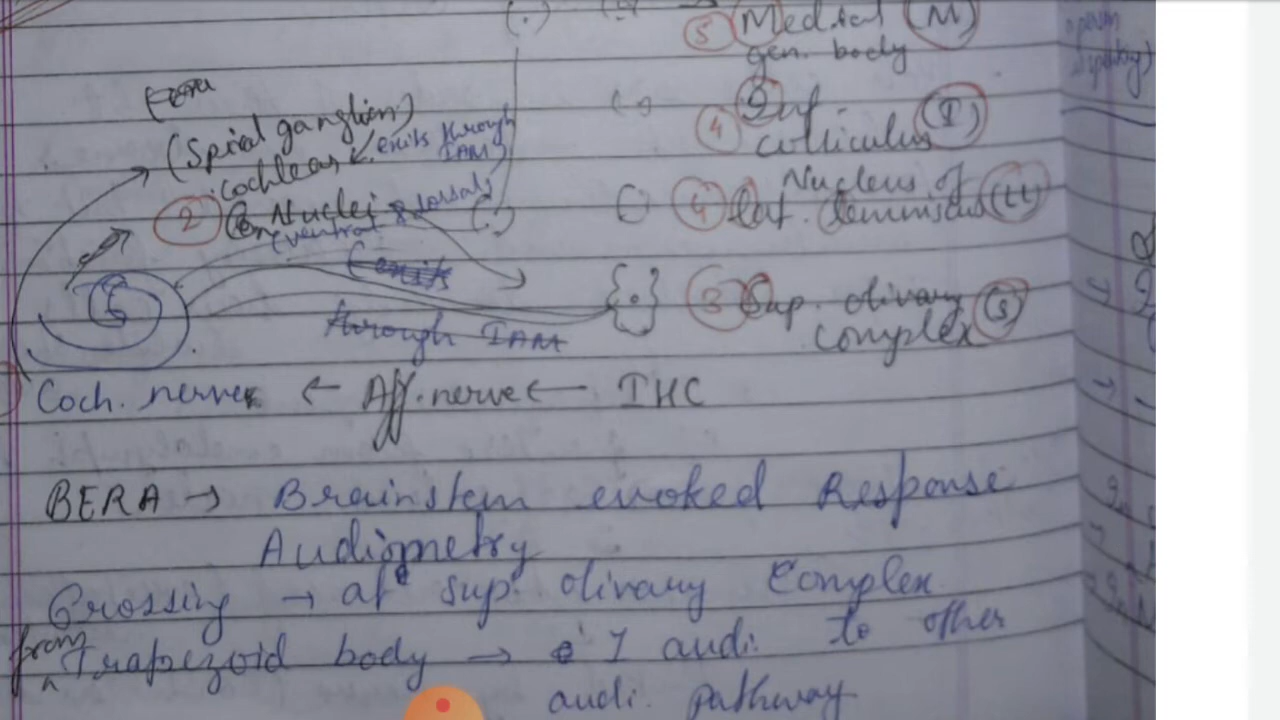 5 Medial (M)
gen. body
(Spiral ganglion)
4 Inf. (I)
colliculus
exits through
IAM)
cochlear
2 Nuclei
(ventral & dorsal)
Nucleus of
4 Lat. leminiscus (LL)
through IAM
3 Sup. olivary (S)
complex
Coch. nerve ← Aff. nerve ← IHC
BERA → Brainstem evoked Response
Audiometry
Crossing → at sup. olivary Complex
from
Trapezoid body → 1 audi. to other
audi. pathway